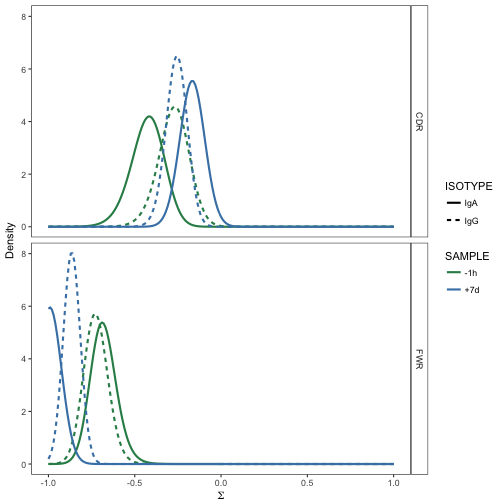 8
6
4
2
0
CDR
Density
8
6
4
2
0
FWR
-1.0
-0.5
0.0
0.5
1.0
Σ
ISOTYPE
IgA
IgG
SAMPLE
-1h
+7d